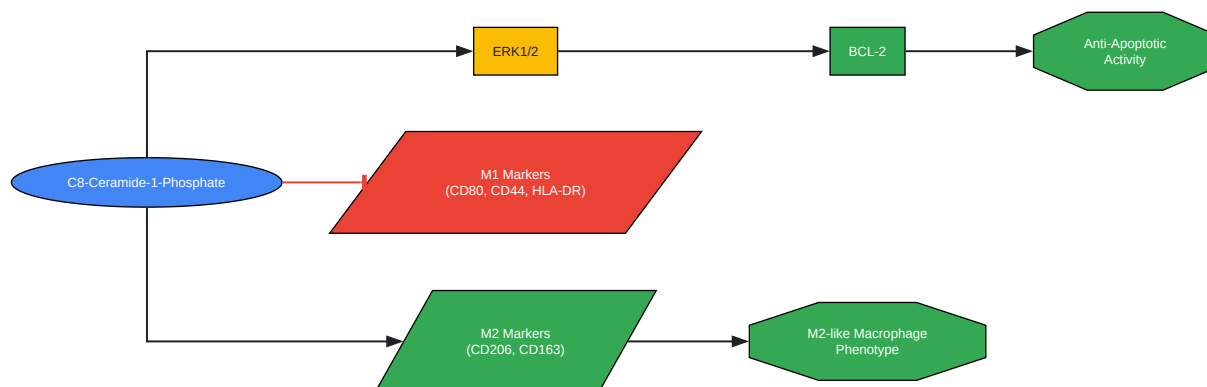 ERK1/2
BCL-2
Anti-Apoptotic
Activity
C8-Ceramide-1-Phosphate
M1 Markers
(CD80, CD44, HLA-DR)
M2 Markers
(CD206, CD163)
M2-like Macrophage
Phenotype